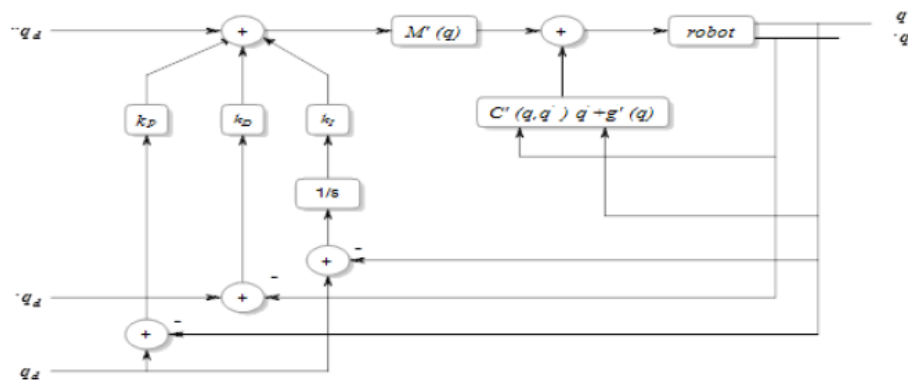 ¨q d + M' (q) + robot q
˙q
C' (q,q˙ ) q˙+g' (q)
k p k D k I
1/s
-
+
-
˙q d +
-
+
q d